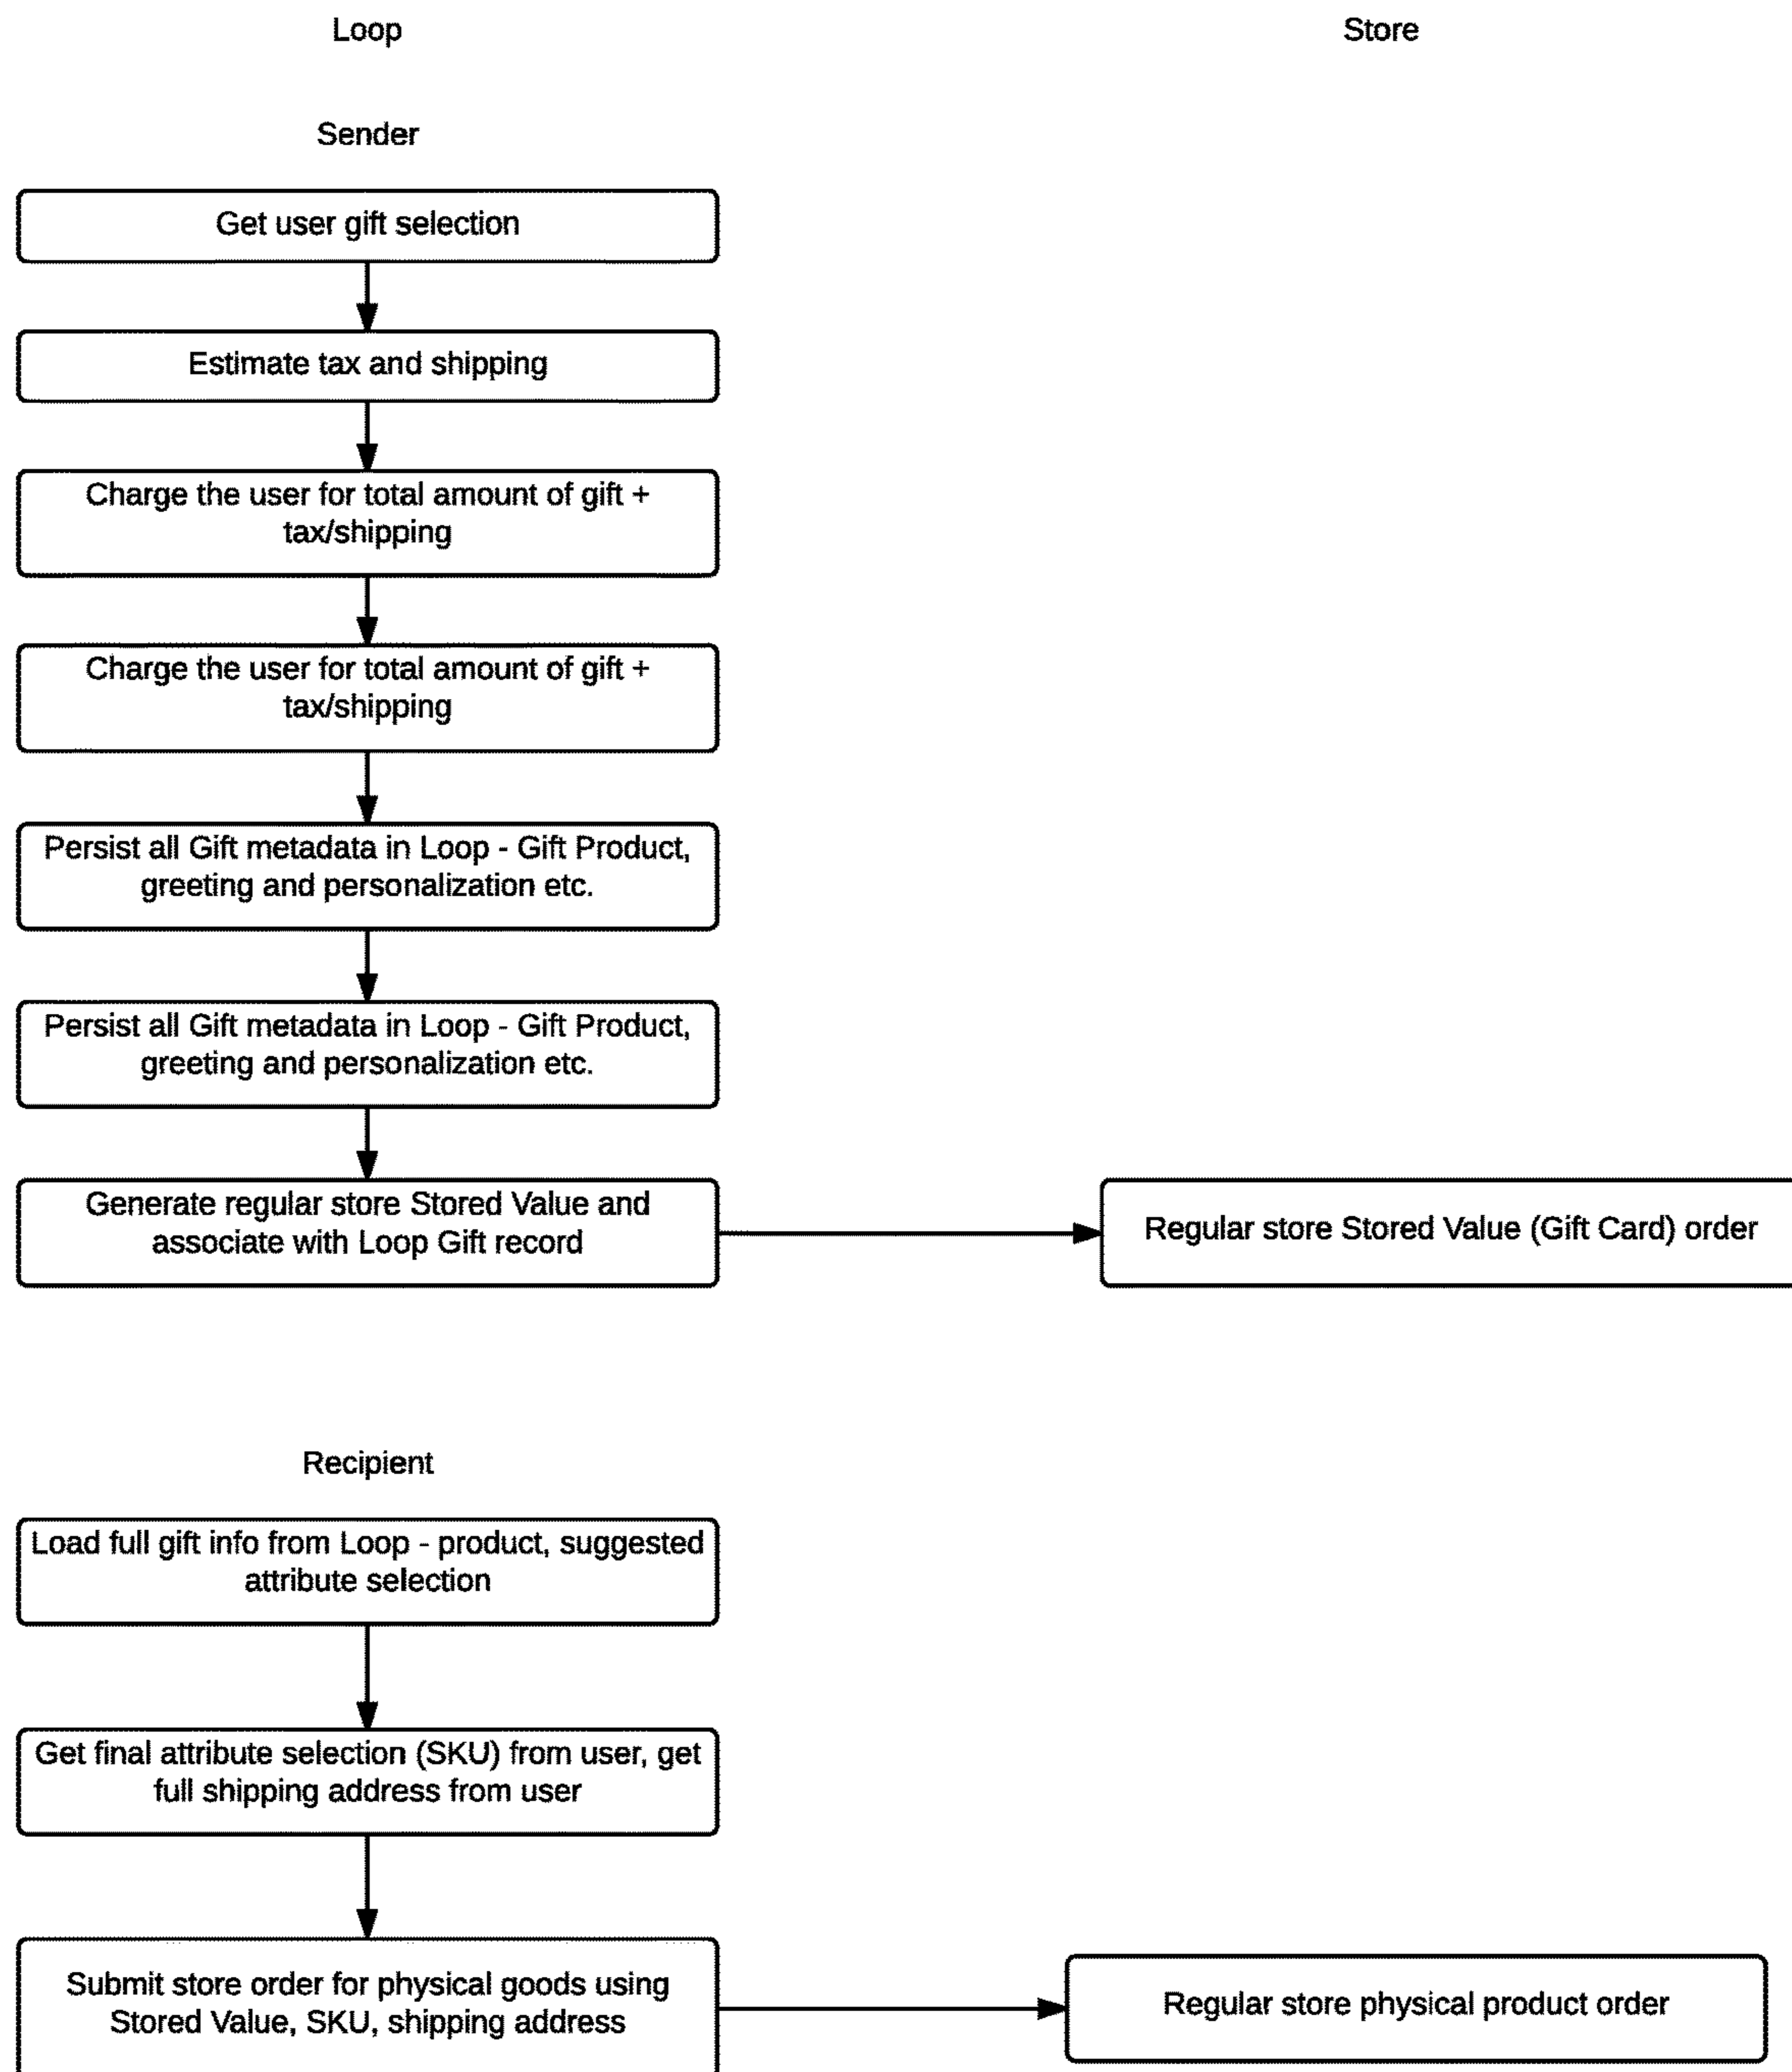 Loop
Store
Sender
Get user gift selection
Estimate tax and shipping
Charge the user for total amount of gift +
tax/shipping
Charge the user for total amount of gift +
tax/shipping
Persist all Gift metadata in Loop - Gift Product,
greeting and personalization etc.
Persist all Gift metadata in Loop - Gift Product,
greeting and personalization etc.
Generate regular store Stored Value and
associate with Loop Gift record
Regular store Stored Value (Gift Card) order
Recipient
Load full gift info from Loop - product, suggested
attribute selection
Get final attribute selection (SKU) from user, get
full shipping address from user
Submit store order for physical goods using
Stored Value, SKU, shipping address
Regular store physical product order